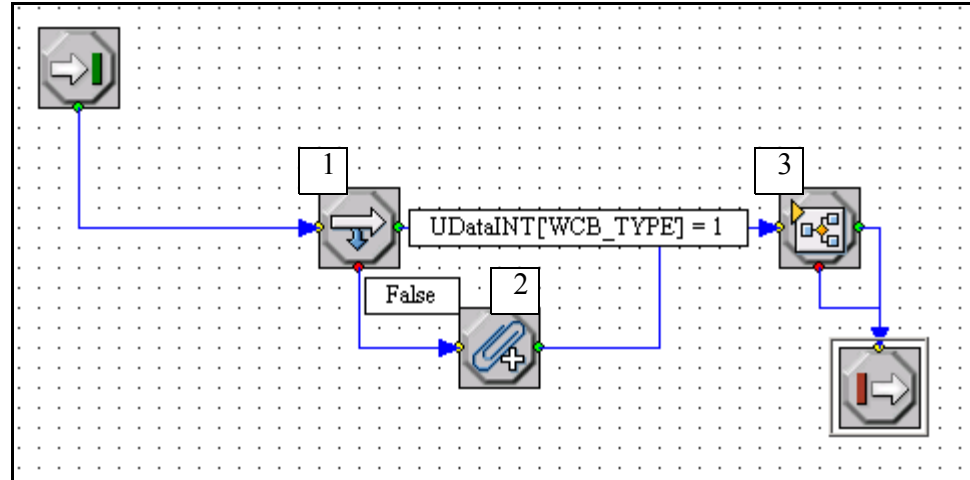 1
3
UDataINT[WCB_TYPE] = 1
False
2